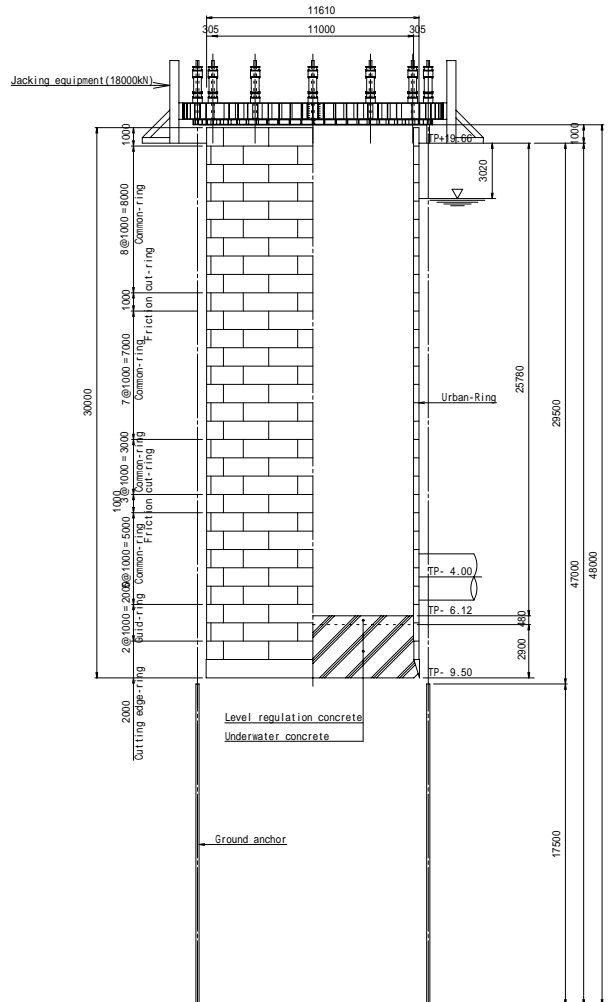 11610
305
11000
305
Jacking equipment(18000kN)
TP+19.66
1000
1000
3020
8@1000=8000
Common-ring
1000
Friction cut-ring
7@1000=7000
Common-ring
30000
25780
29500
Urban-Ring
3@1000=3000
Common-ring
1000
Friction cut-ring
47000
48000
Common-ring
TP- 4.00
TP- 6.12
480
2@1000=2000
Guid-ring
2900
TP- 9.50
2000
Cutting edge-ring
Level regulation concrete
Underwater concrete
Ground anchor
17500